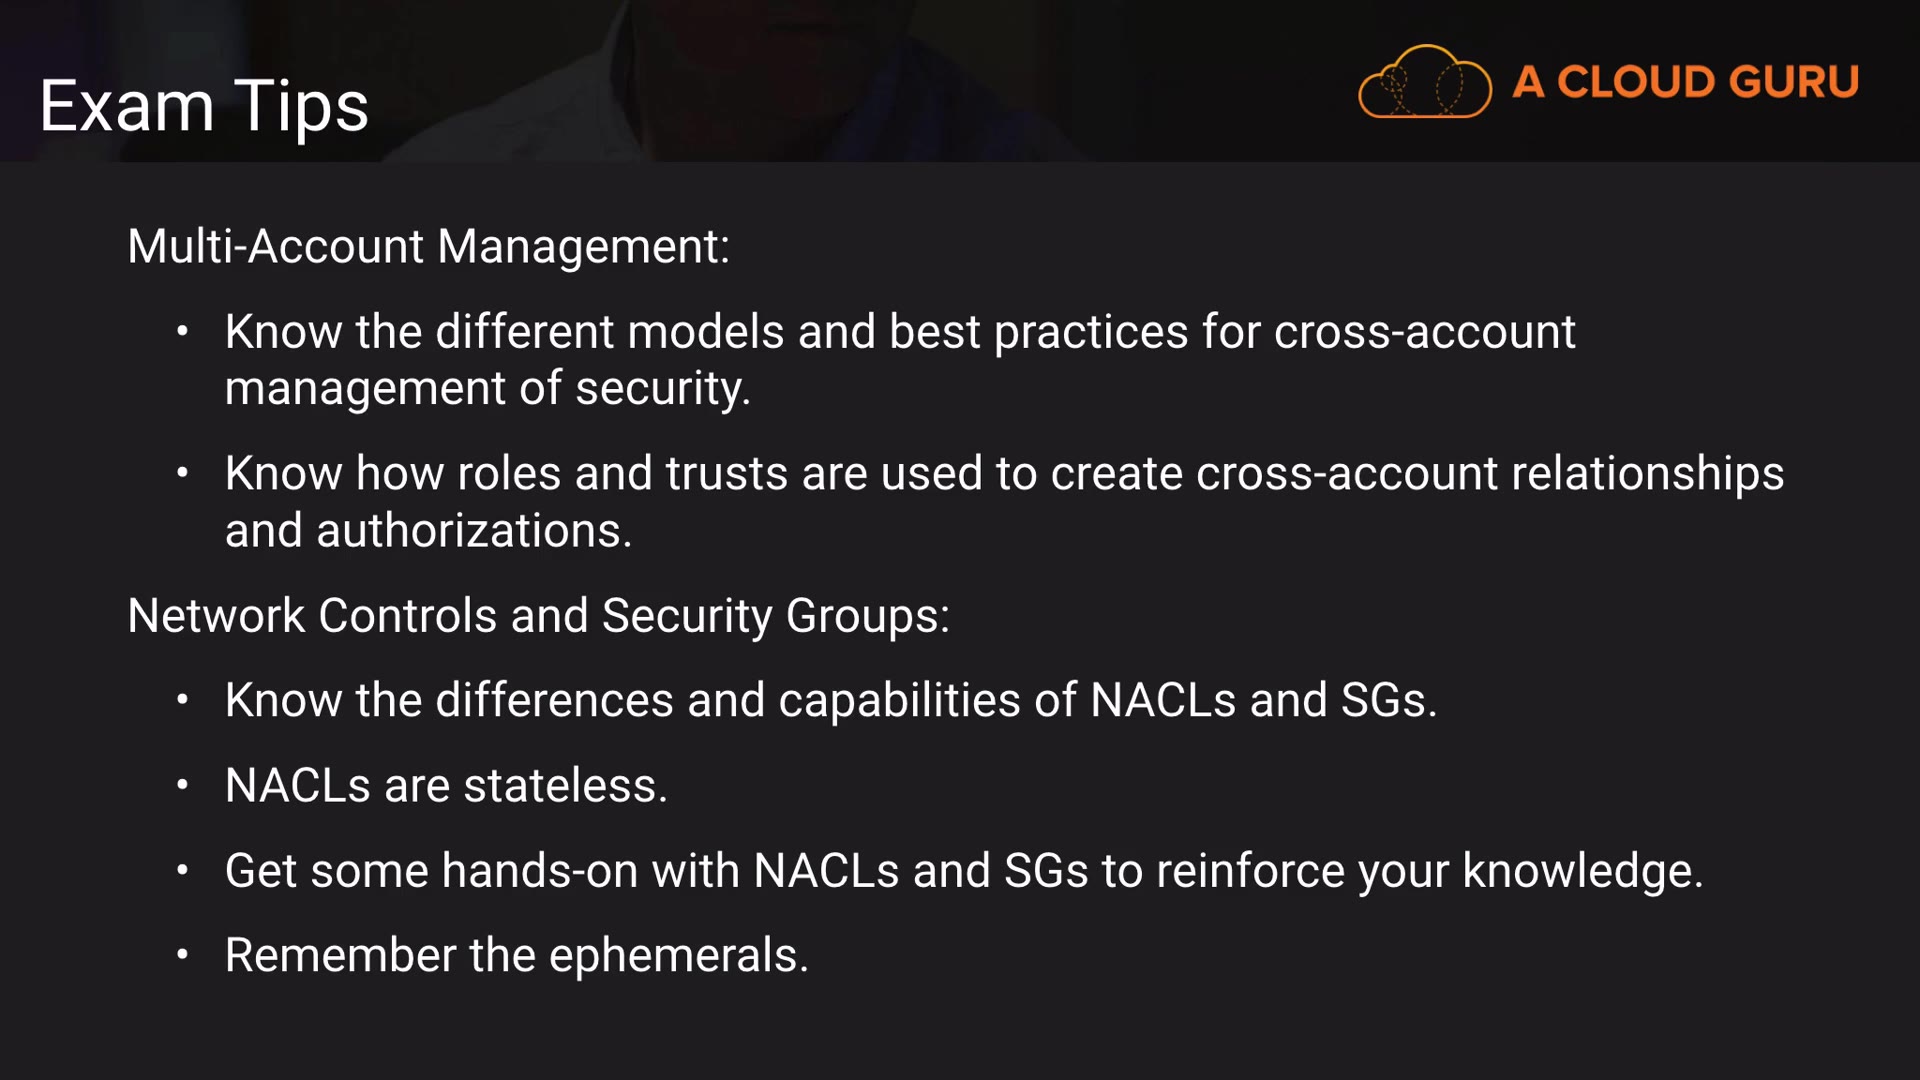 Exam Tips
A CLOUD GURU
Multi-Account Management:
• Know the different models and best practices for cross-account
management of security.
• Know how roles and trusts are used to create cross-account relationships
and authorizations.
Network Controls and Security Groups:
• Know the differences and capabilities of NACLs and SGs.
• NACLs are stateless.
• Get some hands-on with NACLs and SGs to reinforce your knowledge.
• Remember the ephemerals.